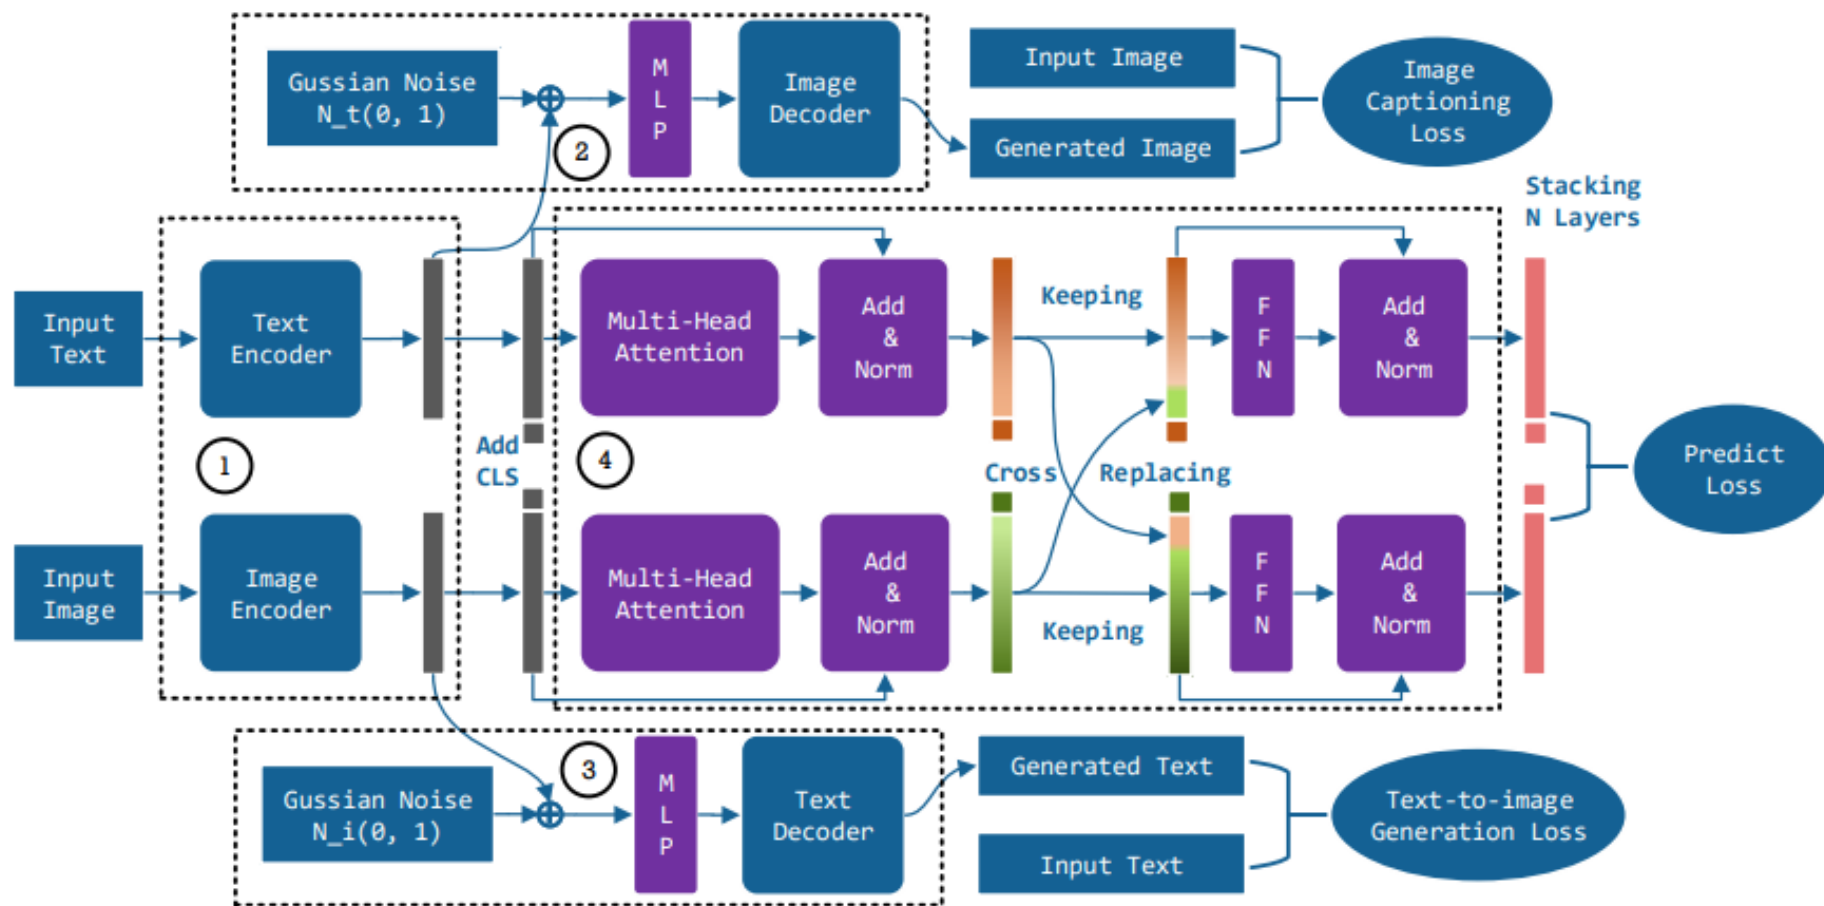 Gussian Noise
N_t(0, 1)
2
M
L
P
Image
Decoder
Input Image
Generated Image
Image
Captioning
Loss
Stacking
N Layers
Input
Text
Text
Encoder
1
Add
CLS
4
Multi-Head
Attention
Add
&
Norm
Keeping
F
F
N
Add
&
Norm
Cross
Replacing
Predict
Loss
Input
Image
Image
Encoder
Multi-Head
Attention
Add
&
Norm
Keeping
F
F
N
Add
&
Norm
Gussian Noise
N_i(0, 1)
3
M
L
P
Text
Decoder
Generated Text
Input Text
Text-to-image
Generation Loss